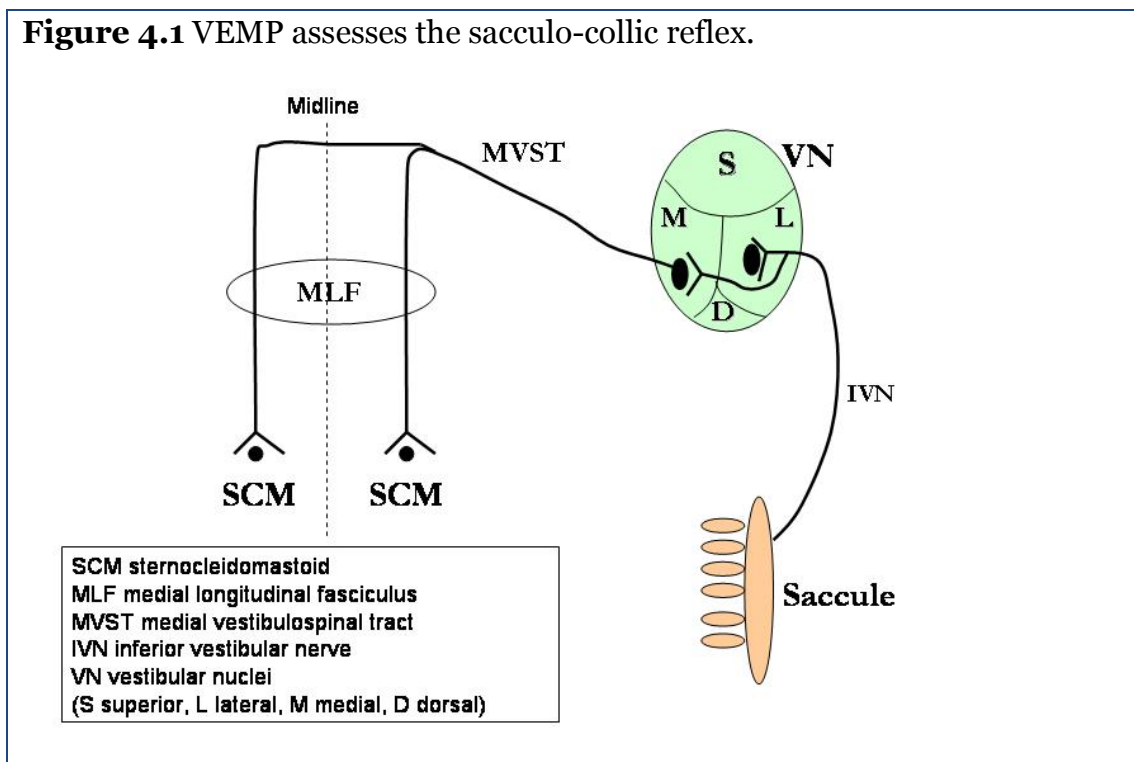 Figure 4.1 VEMP assesses the sacculo-collic reflex.
Midline
MVST
S
VN
M
L
MLF
D
IVN
SCM
SCM
Saccule
SCM sternocleidomastoid
MLF medial longitudinal fasciculus
MVST medial vestibulospinal tract
IVN inferior vestibular nerve
VN vestibular nuclei
(S superior, L lateral, M medial, D dorsal)